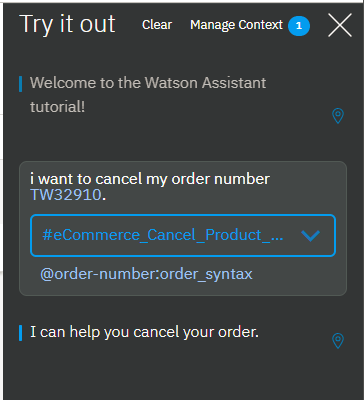 Try it out Clear Manage Context 1
Welcome to the Watson Assistant
tutorial!
i want to cancel my order number
TW32910.
#eCommerce_Cancel_Product_...
@order-number:order_syntax
I can help you cancel your order.